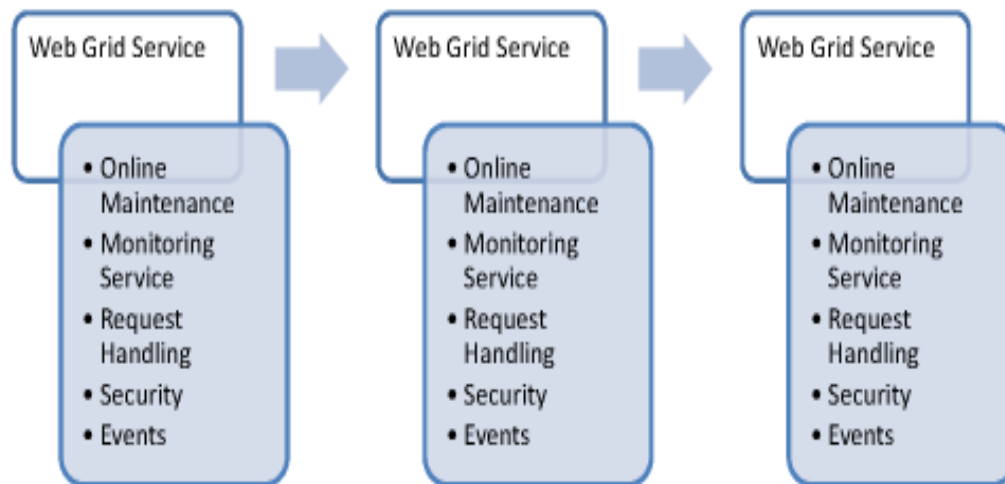 Web Grid Service
• Online
Maintenance
• Monitoring
Service
• Request
Handling
• Security
• Events
Web Grid Service
• Online
Maintenance
• Monitoring
Service
• Request
Handling
• Security
• Events
Web Grid Service
• Online
Maintenance
• Monitoring
Service
• Request
Handling
• Security
• Events